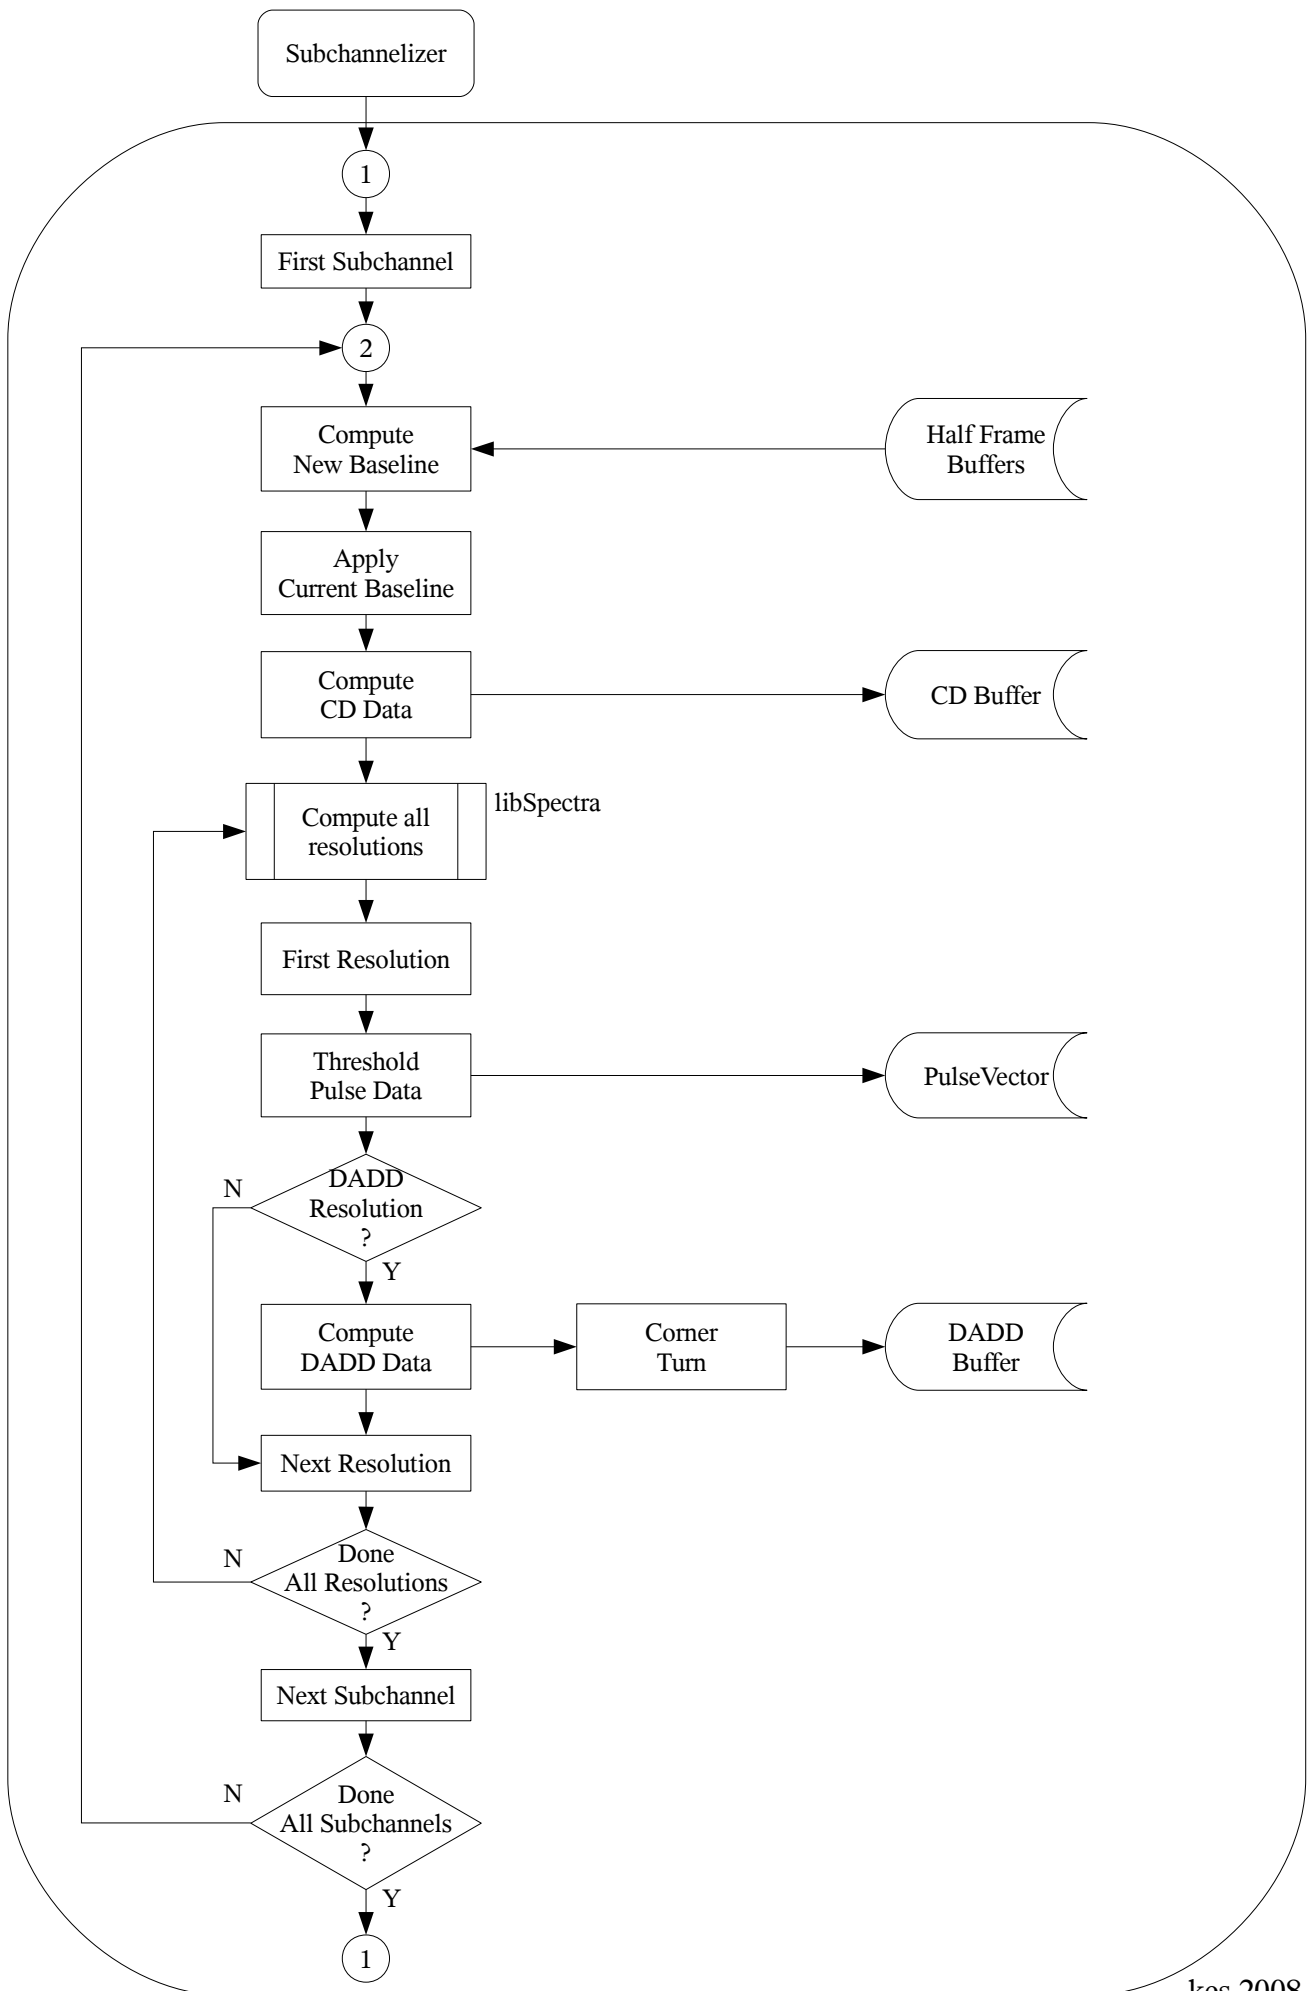 Subchannelizer
1
First Subchannel
2
Compute
New Baseline
Half Frame
Buffers
Apply
Current Baseline
Compute
CD Data
CD Buffer
libSpectra
Compute all
resolutions
First Resolution
Threshold
Pulse Data
PulseVector
DADD
Resolution
?
N
Y
Compute
DADD Data
Corner
Turn
DADD
Buffer
Next Resolution
Done
All Resolutions
?
N
Y
Next Subchannel
Done
All Subchannels
?
N
Y
1
kes 2008